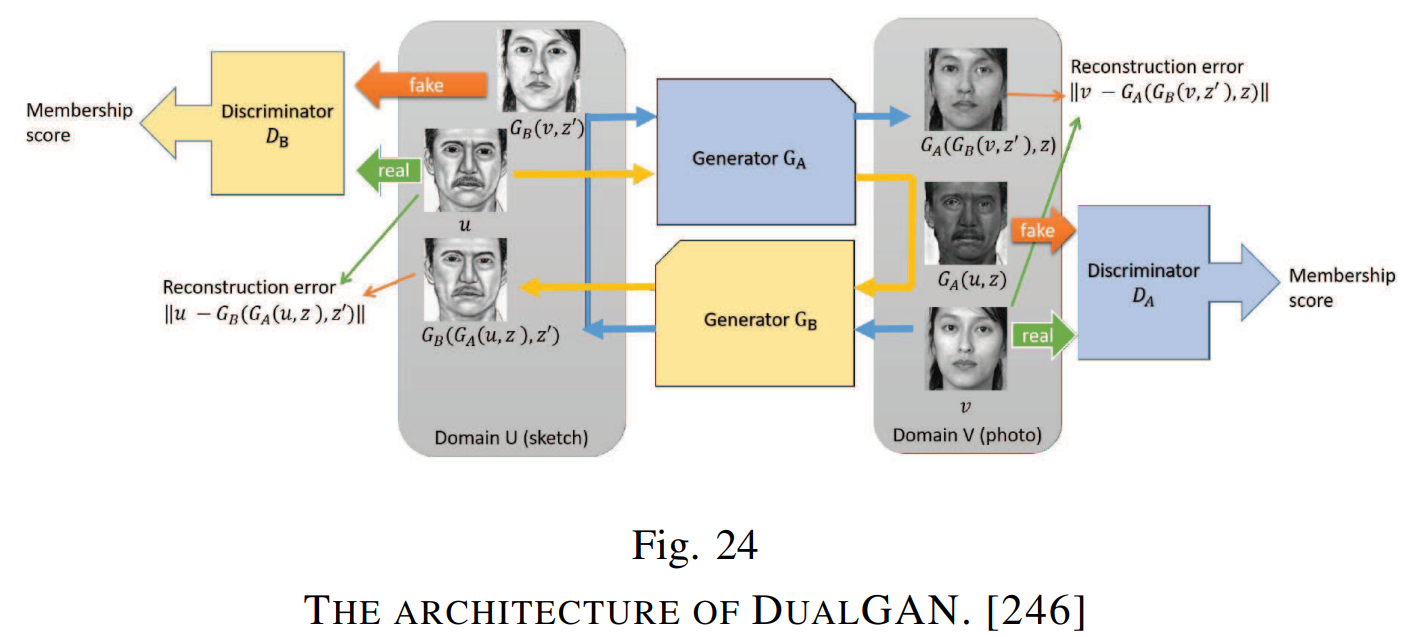 Membership
score
Discriminator
D_B
fake
real
G_B(v, z′)
u
Reconstruction error
‖u − G_B(G_A(u, z), z′)‖
G_B(G_A(u, z), z′)
Domain U (sketch)
Generator G_A
Generator G_B
G_A(G_B(v, z′), z)
Reconstruction error
‖v − G_A(G_B(v, z′), z)‖
fake
G_A(u, z)
real
v
Domain V (photo)
Discriminator
D_A
Membership
score
Fig. 24
THE ARCHITECTURE OF DUALGAN. [246]